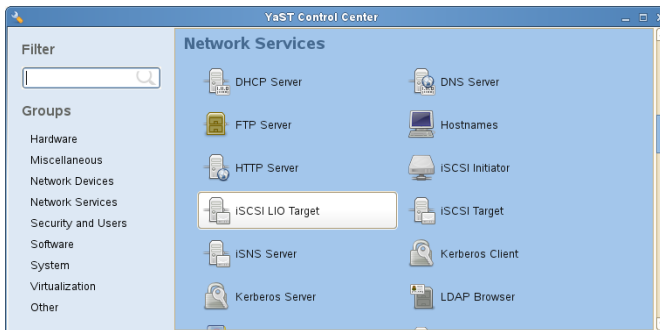 YaST Control Center
Filter
Groups
Hardware
Miscellaneous
Network Devices
Network Services
Security and Users
Software
System
Virtualization
Other
Network Services
DHCP Server
DNS Server
FTP Server
Hostnames
HTTP Server
iSCSI Initiator
iSCSI LIO Target
iSCSI Target
iSNS Server
Kerberos Client
Kerberos Server
LDAP Browser